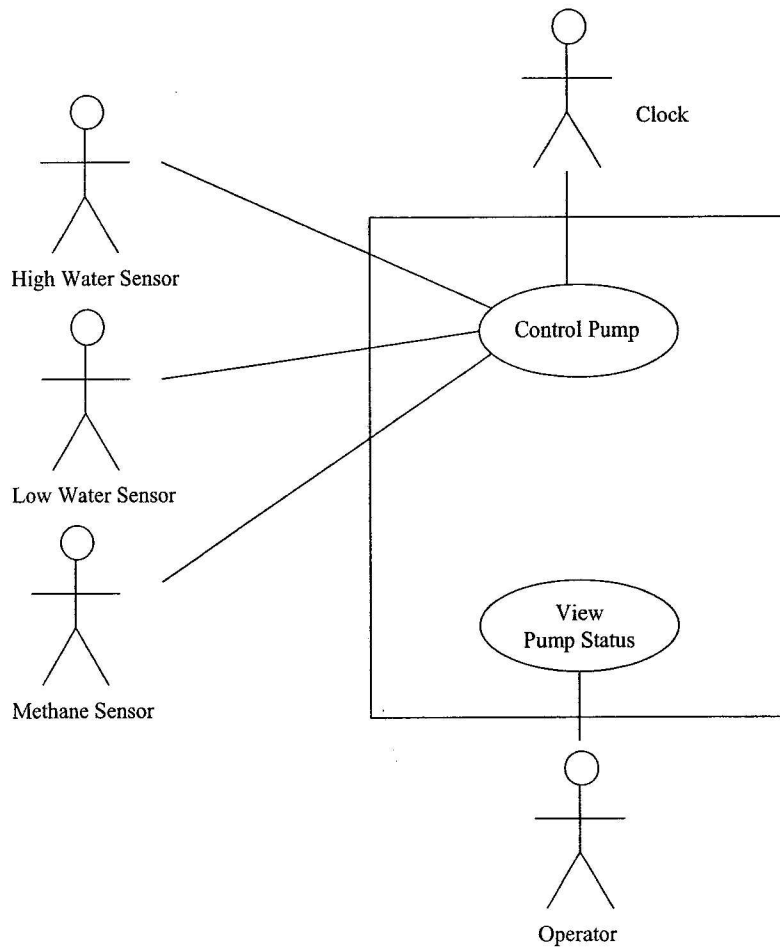 Clock
High Water Sensor
Control Pump
Low Water Sensor
View
Pump Status
Methane Sensor
Operator